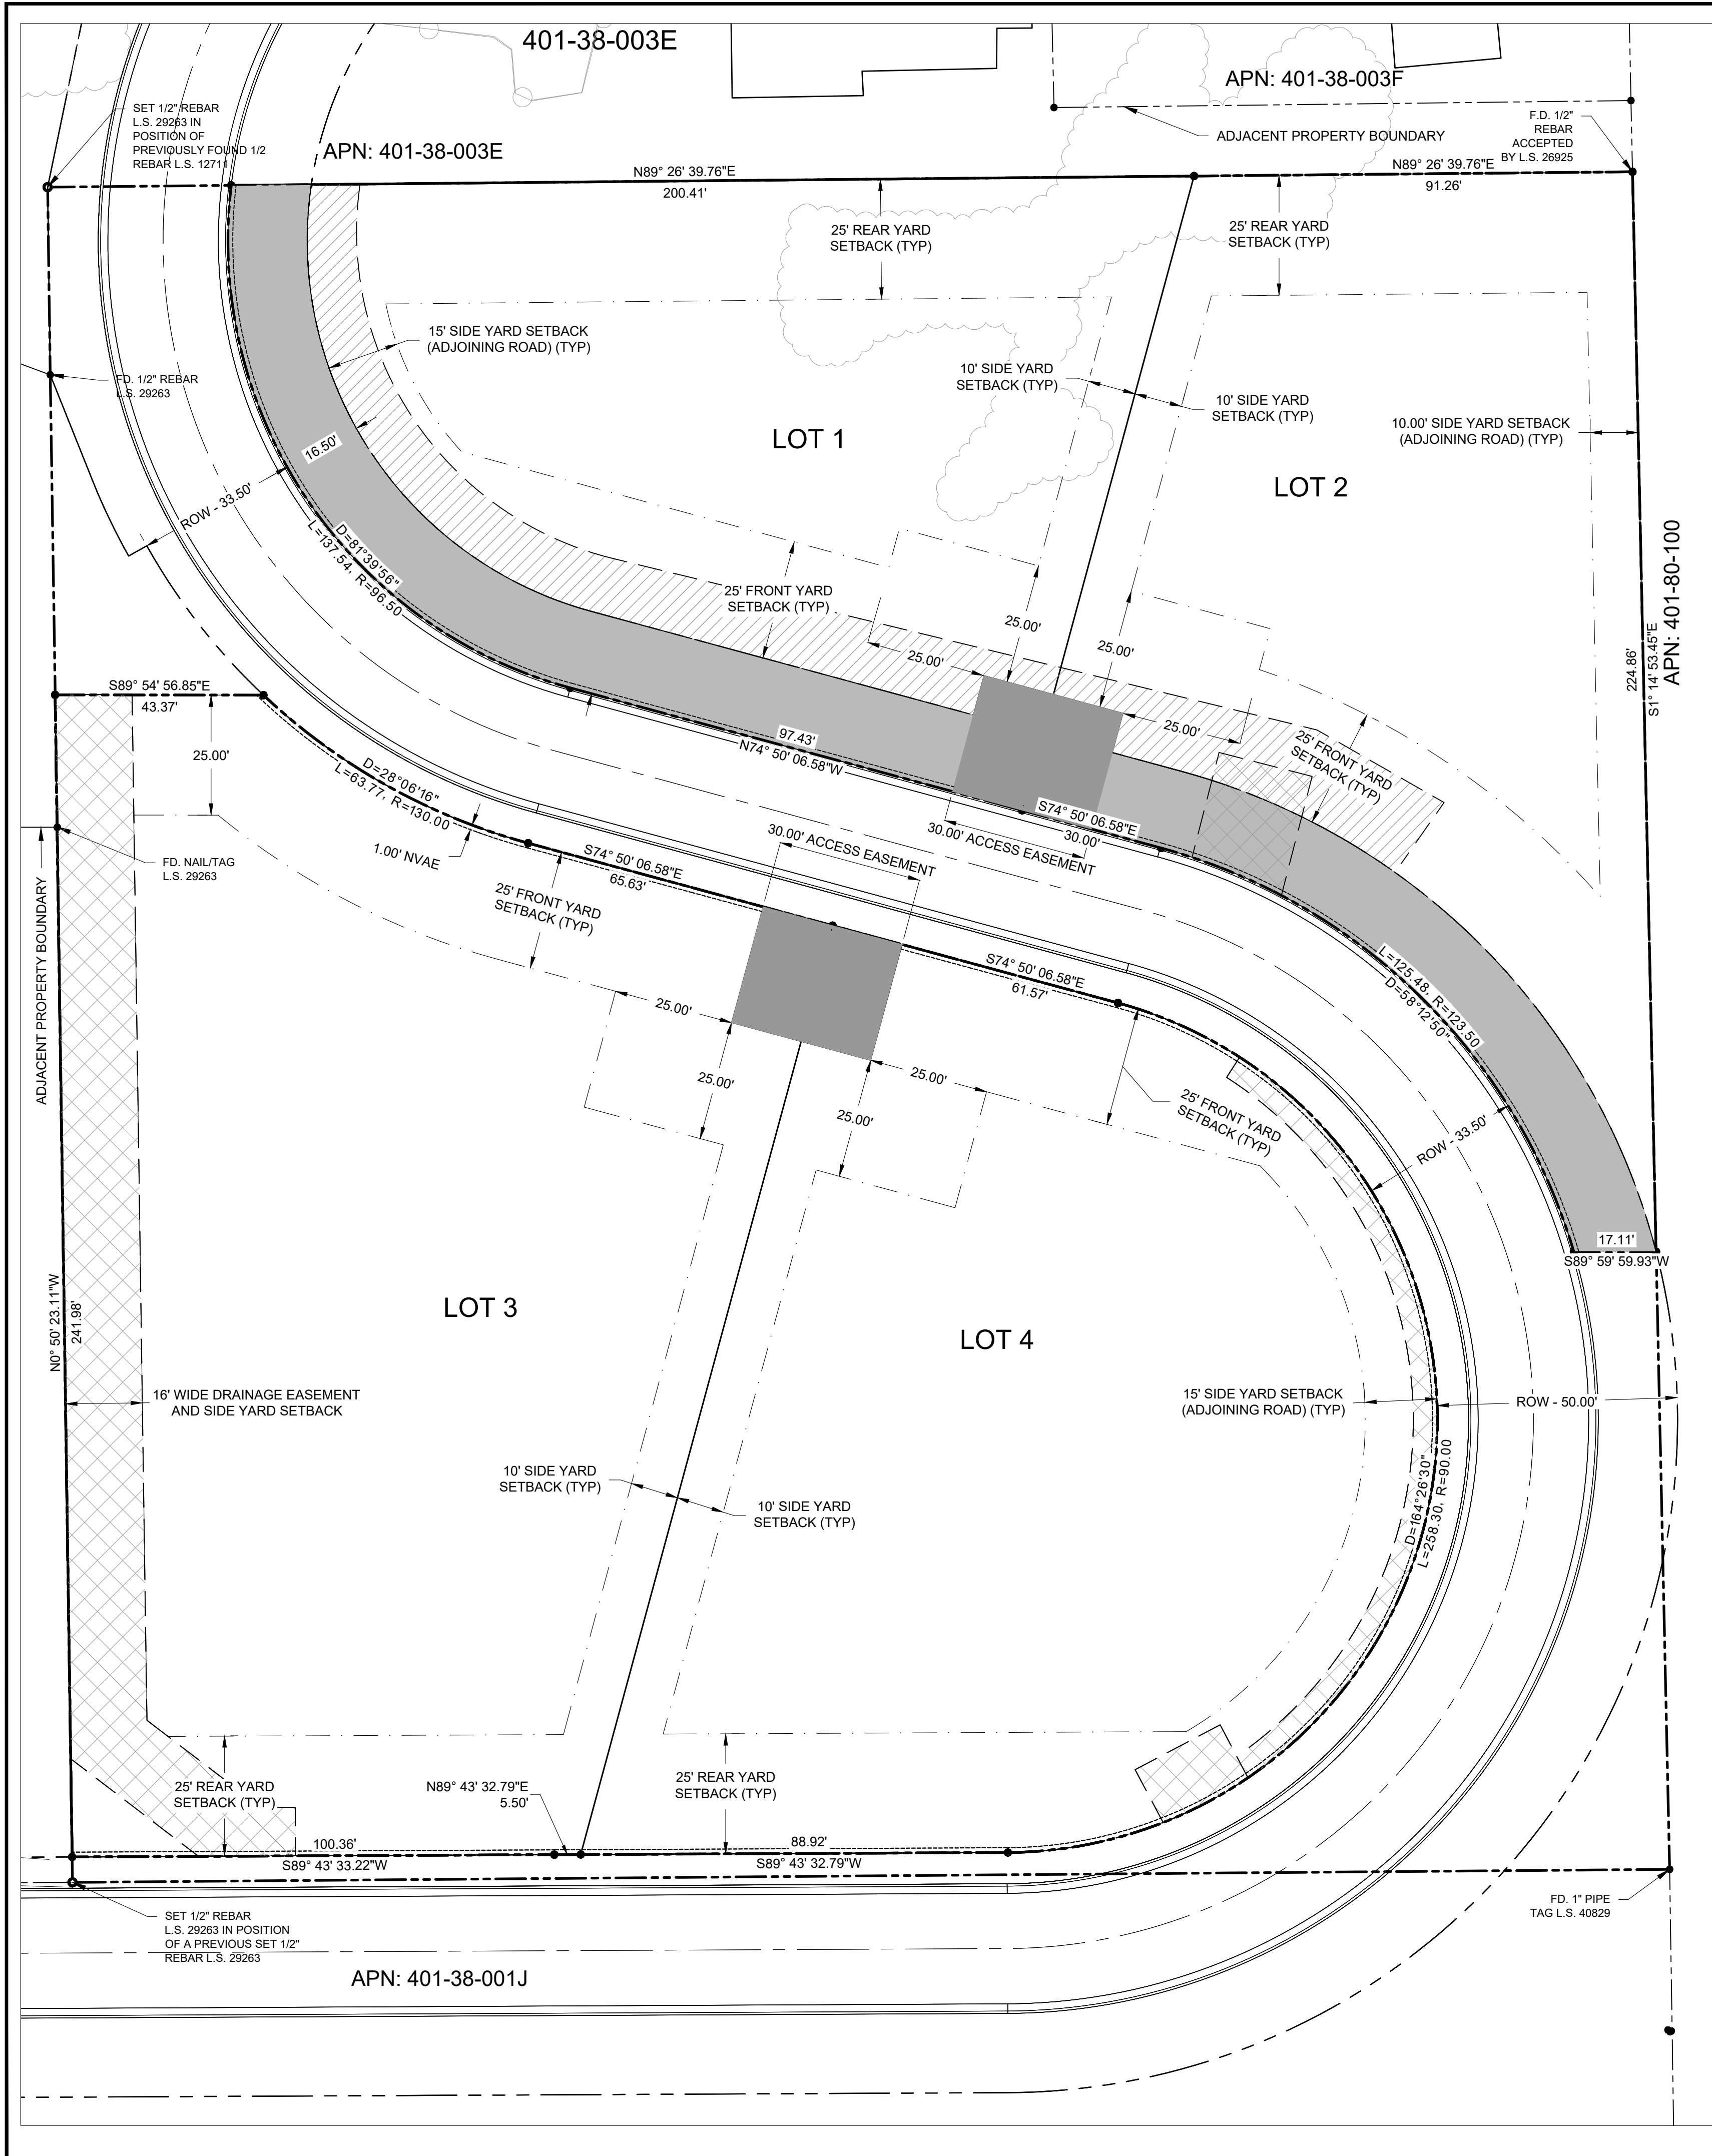 401-38-003E
APN: 401-38-003F
SET 1/2" REBAR
L.S. 29263 IN
POSITION OF
PREVIOUSLY FOUND 1/2
REBAR L.S. 12711
APN: 401-38-003E
ADJACENT PROPERTY BOUNDARY
F.D. 1/2"
REBAR
ACCEPTED
BY L.S. 26925
N89° 26' 39.76"E
200.41'
N89° 26' 39.76"E
91.26'
25' REAR YARD
SETBACK (TYP)
25' REAR YARD
SETBACK (TYP)
15' SIDE YARD SETBACK
(ADJOINING ROAD) (TYP)
FD. 1/2" REBAR
L.S. 29263
10' SIDE YARD
SETBACK (TYP)
10' SIDE YARD
SETBACK (TYP)
10.00' SIDE YARD SETBACK
(ADJOINING ROAD) (TYP)
LOT 1
LOT 2
16.50'
ROW - 33.50'
D=81°39'56"
L=137.54, R=96.50
25' FRONT YARD
SETBACK (TYP)
25.00'
25.00'
25.00'
25.00'
224.86'
S1° 14' 53.45"E
APN: 401-80-100
S89° 54' 56.85"E
43.37'
25.00'
97.43'
N74° 50' 06.58"W
25' FRONT YARD
SETBACK (TYP)
D=28°06'16"
L=63.77, R=130.00
S74° 50' 06.58"E
30.00'
30.00' ACCESS EASEMENT
30.00' ACCESS EASEMENT
1.00' NVAE
FD. NAIL/TAG
L.S. 29263
S74° 50' 06.58"E
65.63'
25' FRONT YARD
SETBACK (TYP)
ADJACENT PROPERTY BOUNDARY
S74° 50' 06.58"E
61.57'
L=125.48, R=123.50
D=58°12'50"
25.00'
25.00'
25.00'
25.00'
25' FRONT YARD
SETBACK (TYP)
ROW - 33.50'
17.11'
S89° 59' 59.93"W
N0° 50' 23.11"W
241.98'
LOT 3
LOT 4
16' WIDE DRAINAGE EASEMENT
AND SIDE YARD SETBACK
15' SIDE YARD SETBACK
(ADJOINING ROAD) (TYP)
ROW - 50.00'
10' SIDE YARD
SETBACK (TYP)
10' SIDE YARD
SETBACK (TYP)
D=164°26'30"
L=258.30, R=90.00
25' REAR YARD
SETBACK (TYP)
N89° 43' 32.79"E
5.50'
25' REAR YARD
SETBACK (TYP)
100.36'
S89° 43' 33.22"W
88.92'
S89° 43' 32.79"W
SET 1/2" REBAR
L.S. 29263 IN POSITION
OF A PREVIOUS SET 1/2"
REBAR L.S. 29263
FD. 1" PIPE
TAG L.S. 40829
APN: 401-38-001J